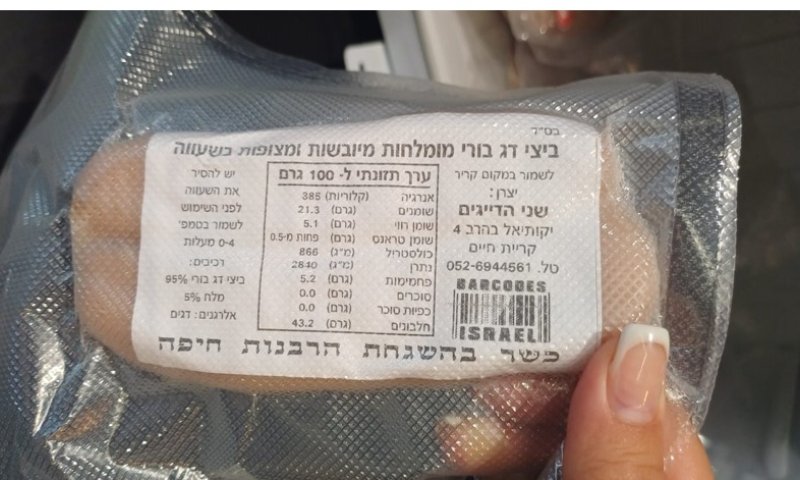 בס"ד
ביצי דג בורי מומלחות מיובשות ומצופות בשעווה
לשמור במקום קריר
יצרן:
שני הדייגים
יקותיאל בהרב 4
קריית חיים
טל. 052-6944561
BARCODES
ISRAEL
ערך תזונתי ל- 100 גרם
אנרגיה (קלוריות) 385
שומנים (גרם) 21.3
שומן רווי (גרם) 5.1
שומן טראנס (גרם) פחות מ-0.5
כולסטריל (מ"ג) 866
נתרן (מ"ג) 2840
פחמימות (גרם) 5.2
סוכרים (גרם) 0.0
כפיות סוכר (גרם) 0.0
חלבונים (גרם) 43.2
יש להסיר
את השעווה
לפני השימוש
לשמור בטמפ'
0-4 מעלות
רכיבים:
ביצי דג בורי 95%
מלח 5%
אלרגנים: דגים
כשר בהשגחת הרבנות חיפה